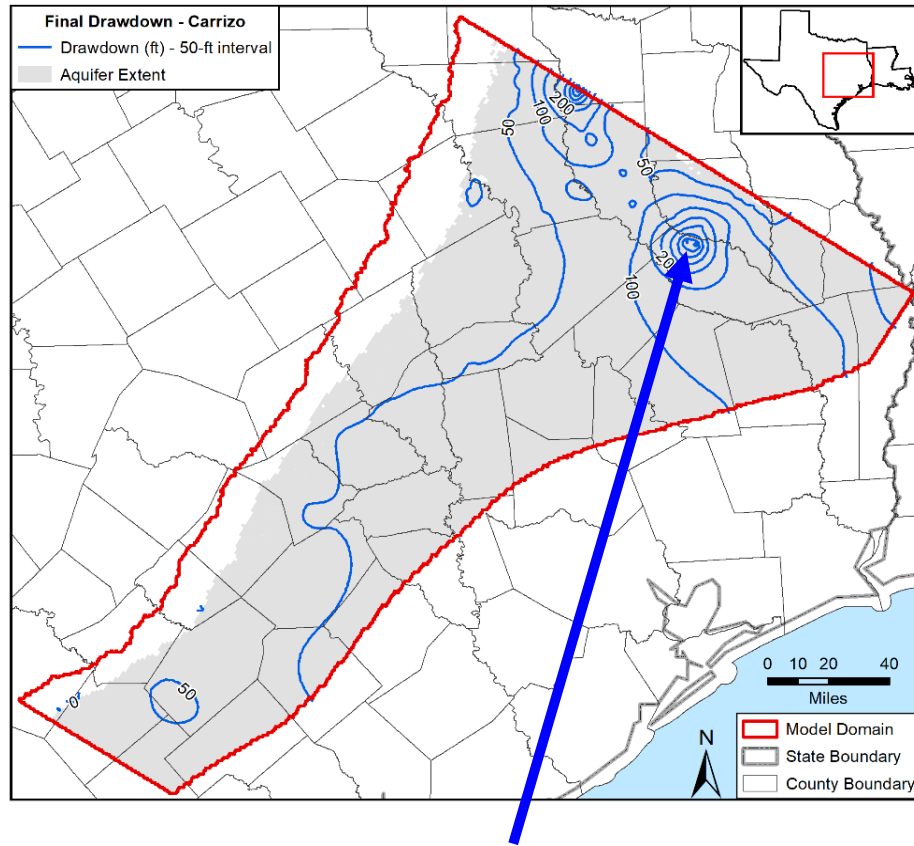 Final Drawdown - Carrizo
Drawdown (ft) - 50-ft interval
Aquifer Extent
200
100
50
50
20
100
50
0
0 10 20 40
Miles
N
Model Domain
State Boundary
County Boundary